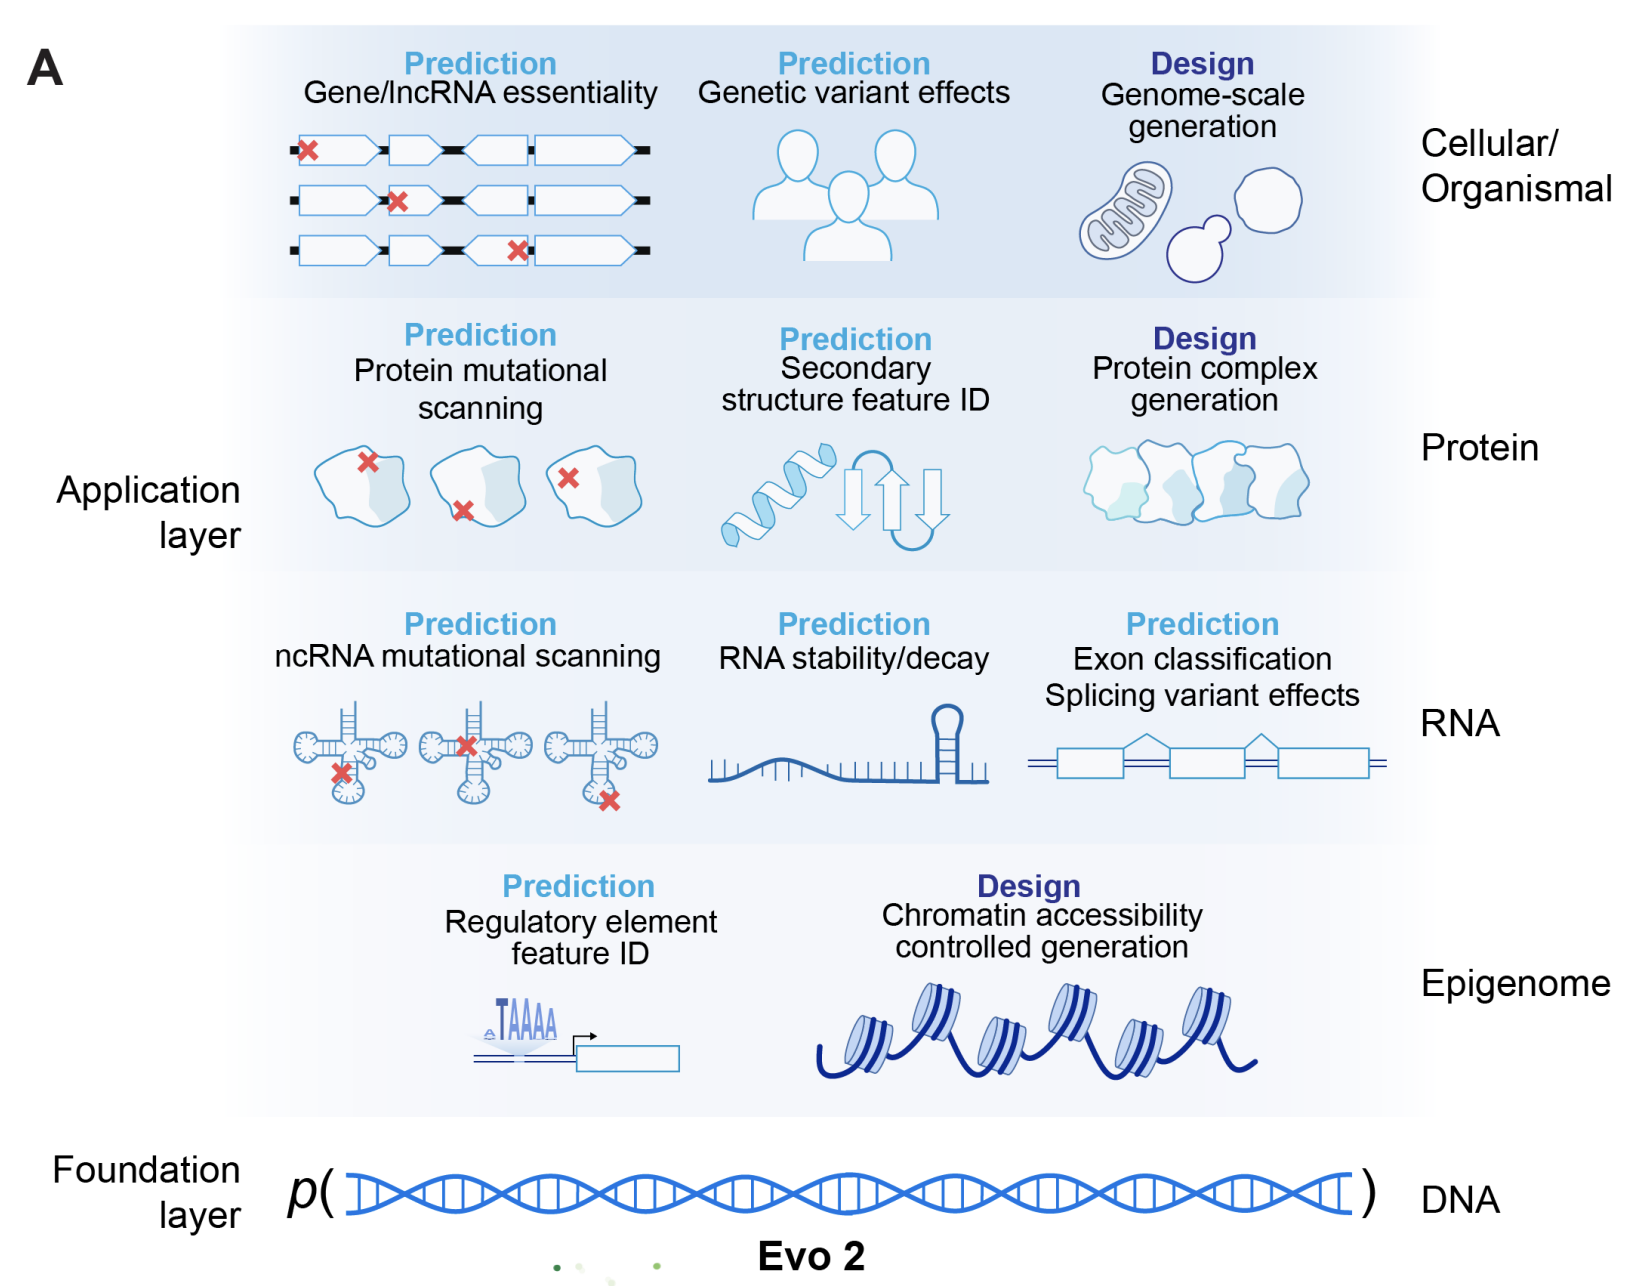 A
Prediction
Gene/lncRNA essentiality
Prediction
Genetic variant effects
Design
Genome-scale
generation
Cellular/
Organismal
Prediction
Protein mutational
scanning
Prediction
Secondary
structure feature ID
Design
Protein complex
generation
Protein
Application
layer
Prediction
ncRNA mutational scanning
Prediction
RNA stability/decay
Prediction
Exon classification
Splicing variant effects
RNA
Prediction
Regulatory element
feature ID
ATAAAA
Design
Chromatin accessibility
controlled generation
Epigenome
Foundation
layer
p( )
DNA
Evo 2